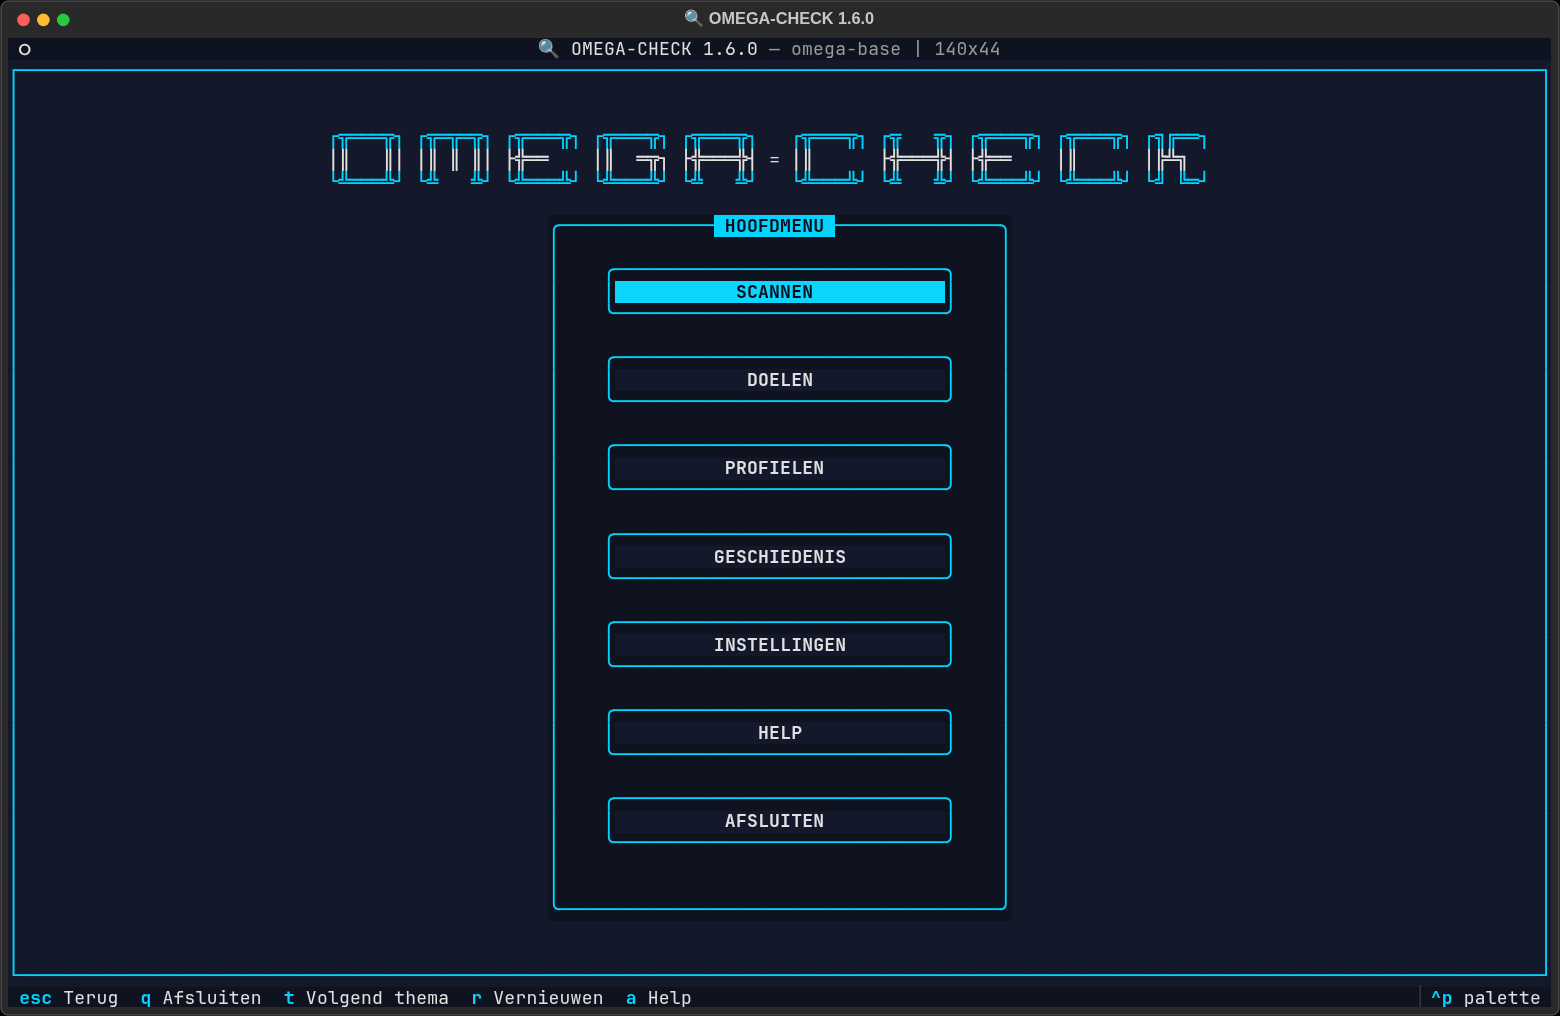 🔍 OMEGA-CHECK 1.6.0
🔍 OMEGA-CHECK 1.6.0 — omega-base | 140x44
OMEGA=CHECK
HOOFDMENU
SCANNEN
DOELEN
PROFIELEN
GESCHIEDENIS
INSTELLINGEN
HELP
AFSLUITEN
esc Terug q Afsluiten t Volgend thema r Vernieuwen a Help ^p palette